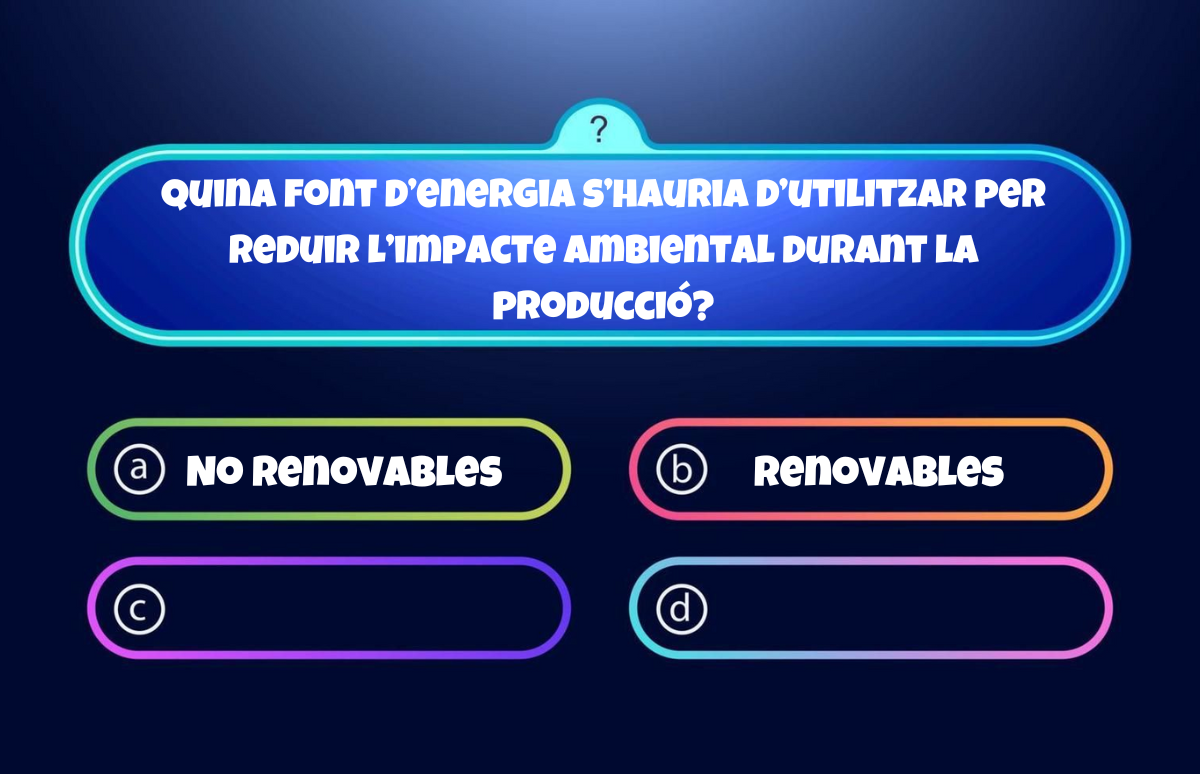 ?
QUINA FONT D'ENERGIA S'HAURIA D'UTILITZAR PER
REDUIR L'IMPACTE AMBIENTAL DURANT LA
PRODUCCIÓ?
a NO RENOVABLES
b RENOVABLES
c
d